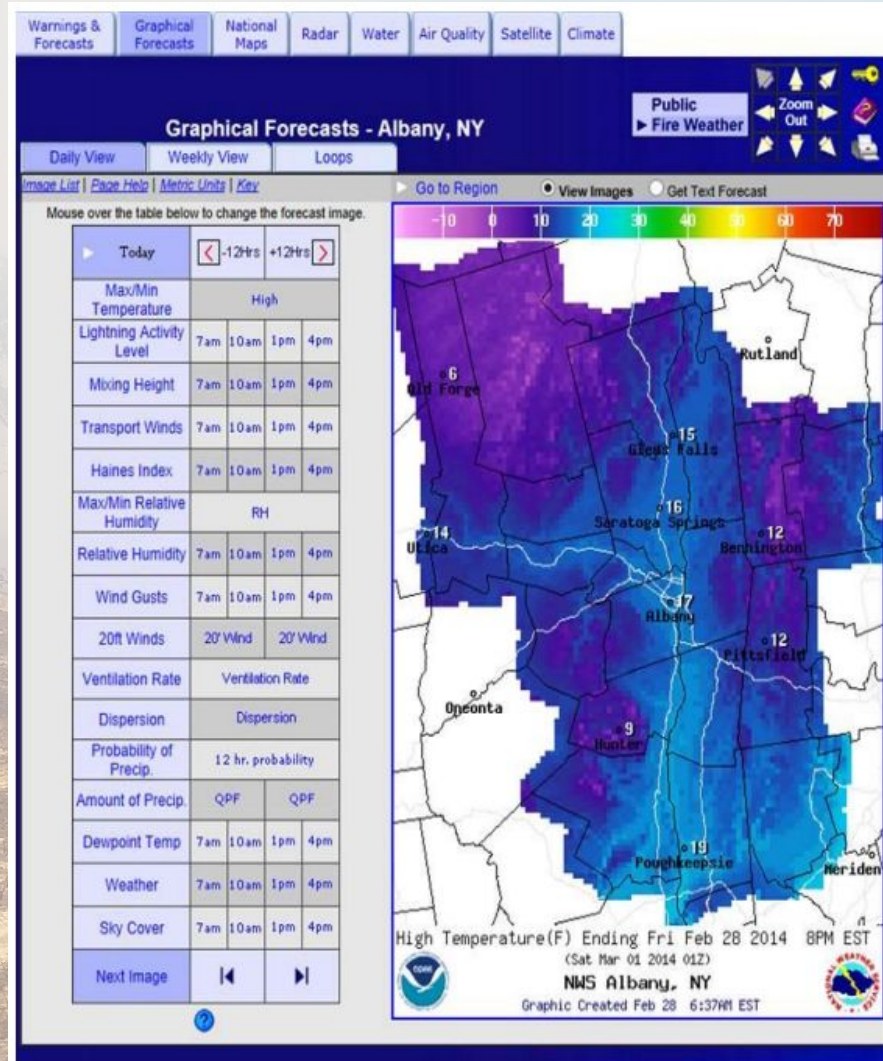 Warnings & Forecasts
Graphical Forecasts
National Maps
Radar
Water
Air Quality
Satellite
Climate
Public
▶ Fire Weather
Zoom Out
Graphical Forecasts - Albany, NY
Daily View
Weekly View
Loops
Image List | Page Help | Metric Units | Key
Go to Region
View Images
Get Text Forecast
Mouse over the table below to change the forecast image.
Today
-12Hrs
+12Hrs
Max/Min Temperature
High
Lightning Activity Level
7am 10am 1pm 4pm
Mixing Height
7am 10am 1pm 4pm
Transport Winds
7am 10am 1pm 4pm
Haines Index
7am 10am 1pm 4pm
Max/Min Relative Humidity
RH
Relative Humidity
7am 10am 1pm 4pm
Wind Gusts
7am 10am 1pm 4pm
20ft Winds
20' Wind 20' Wind
Ventilation Rate
Ventilation Rate
Dispersion
Dispersion
Probability of Precip.
12 hr. probability
Amount of Precip.
QPF QPF
Dewpoint Temp
7am 10am 1pm 4pm
Weather
7am 10am 1pm 4pm
Sky Cover
7am 10am 1pm 4pm
Next Image
?
-10 0 10 20 30 40 50 60 70
Rutland
6
Old Forge
15
Glens Falls
16
Saratoga Springs
14
Utica
12
Bennington
17
Albany
12
Pittsfield
Oneonta
9
Hunter
19
Poughkeepsie
Meriden
High Temperature(F) Ending Fri Feb 28 2014 8PM EST
(Sat Mar 01 2014 01Z)
NWS Albany, NY
Graphic Created Feb 28 6:37AM EST